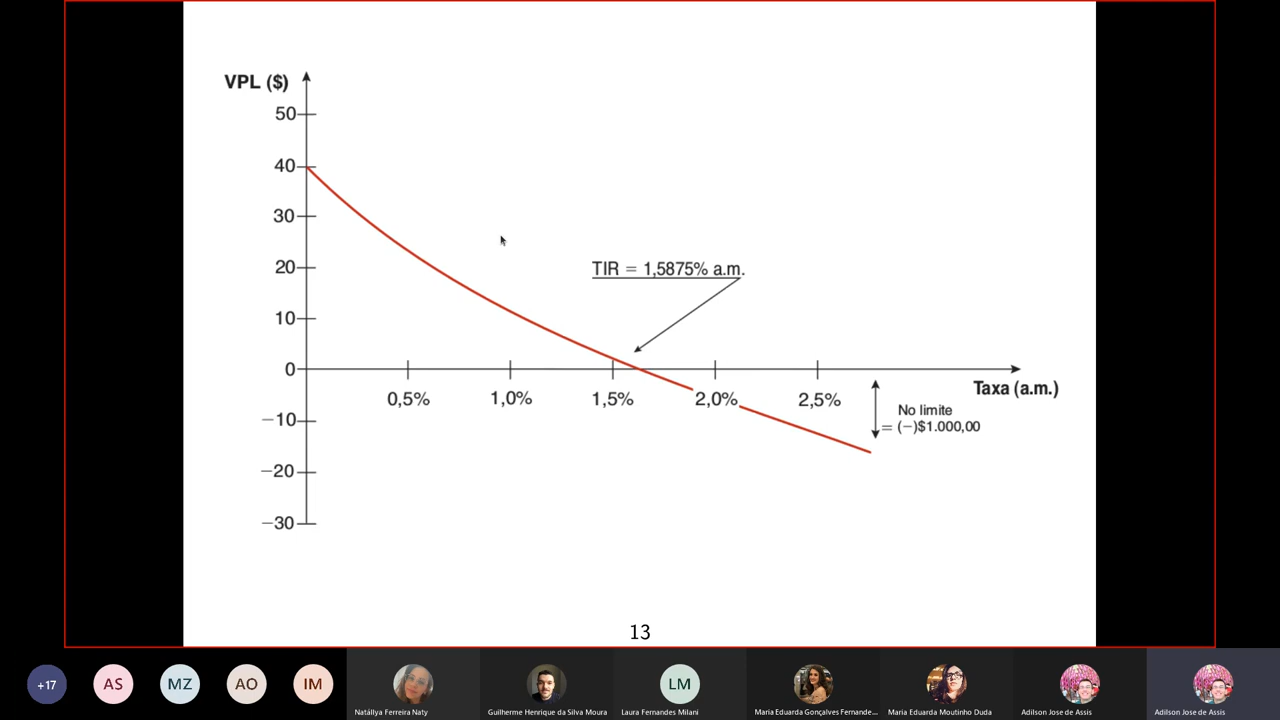 VPL ($)
50
40
30
20
10
0
−10
−20
−30
TIR = 1,5875% a.m.
0,5%
1,0%
1,5%
2,0%
2,5%
Taxa (a.m.)
No limite
= (−)$1.000,00
13
+17
AS
MZ
AO
IM
LM
Natállya Ferreira Naty
Guilherme Henrique da Silva Moura
Laura Fernandes Milani
Maria Eduarda Gonçalves Fernande...
Maria Eduarda Moutinho Duda
Adilson Jose de Assis
Adilson Jose de Assis